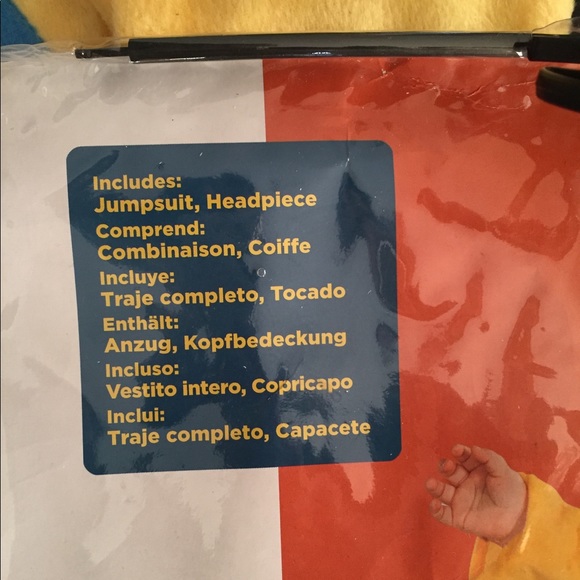 Includes:
Jumpsuit, Headpiece
Comprend:
Combinaison, Coiffe
Incluye:
Traje completo, Tocado
Enthält:
Anzug, Kopfbedeckung
Incluso:
Vestito intero, Copricapo
Inclui:
Traje completo, Capacete